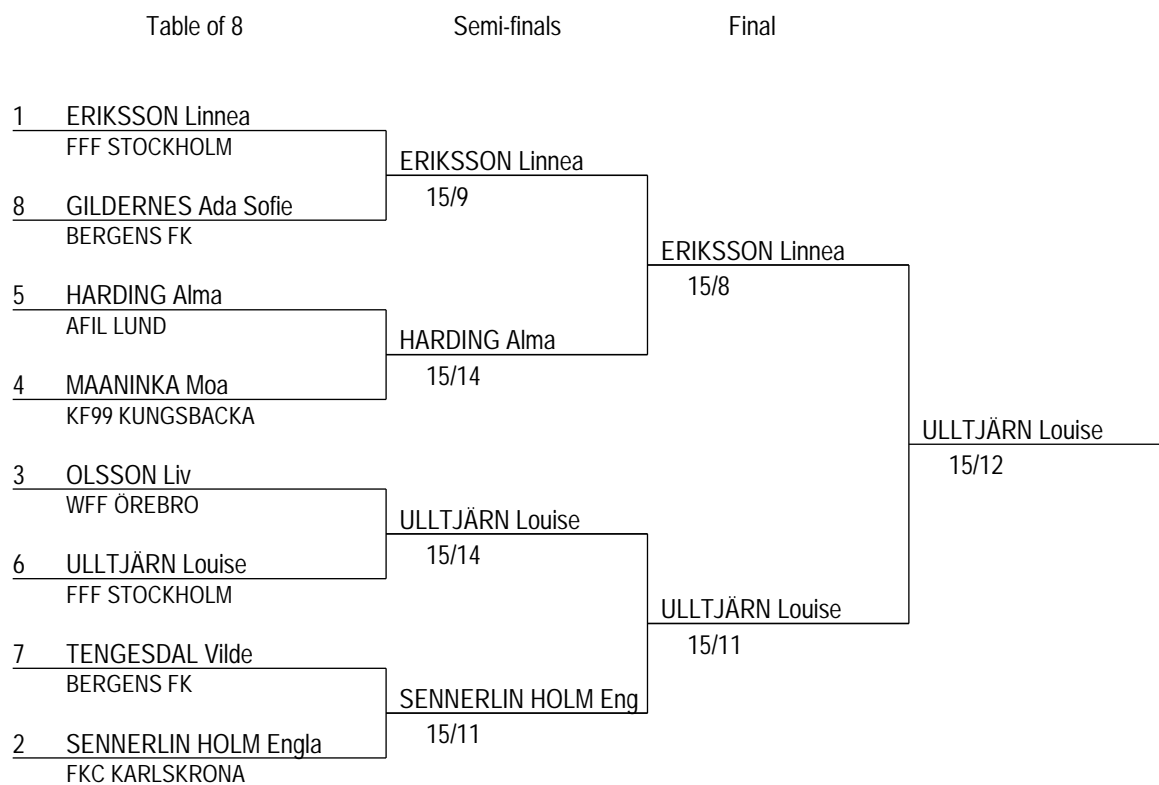 Table of 8 Semi-finals Final
1 ERIKSSON Linnea
FFF STOCKHOLM
ERIKSSON Linnea
15/9
8 GILDERNES Ada Sofie
BERGENS FK
ERIKSSON Linnea
15/8
5 HARDING Alma
AFIL LUND
HARDING Alma
15/14
4 MAANINKA Moa
KF99 KUNGSBACKA
ULLTJÄRN Louise
15/12
3 OLSSON Liv
WFF ÖREBRO
ULLTJÄRN Louise
15/14
6 ULLTJÄRN Louise
FFF STOCKHOLM
ULLTJÄRN Louise
15/11
7 TENGESDAL Vilde
BERGENS FK
SENNERLIN HOLM Eng
15/11
2 SENNERLIN HOLM Engla
FKC KARLSKRONA